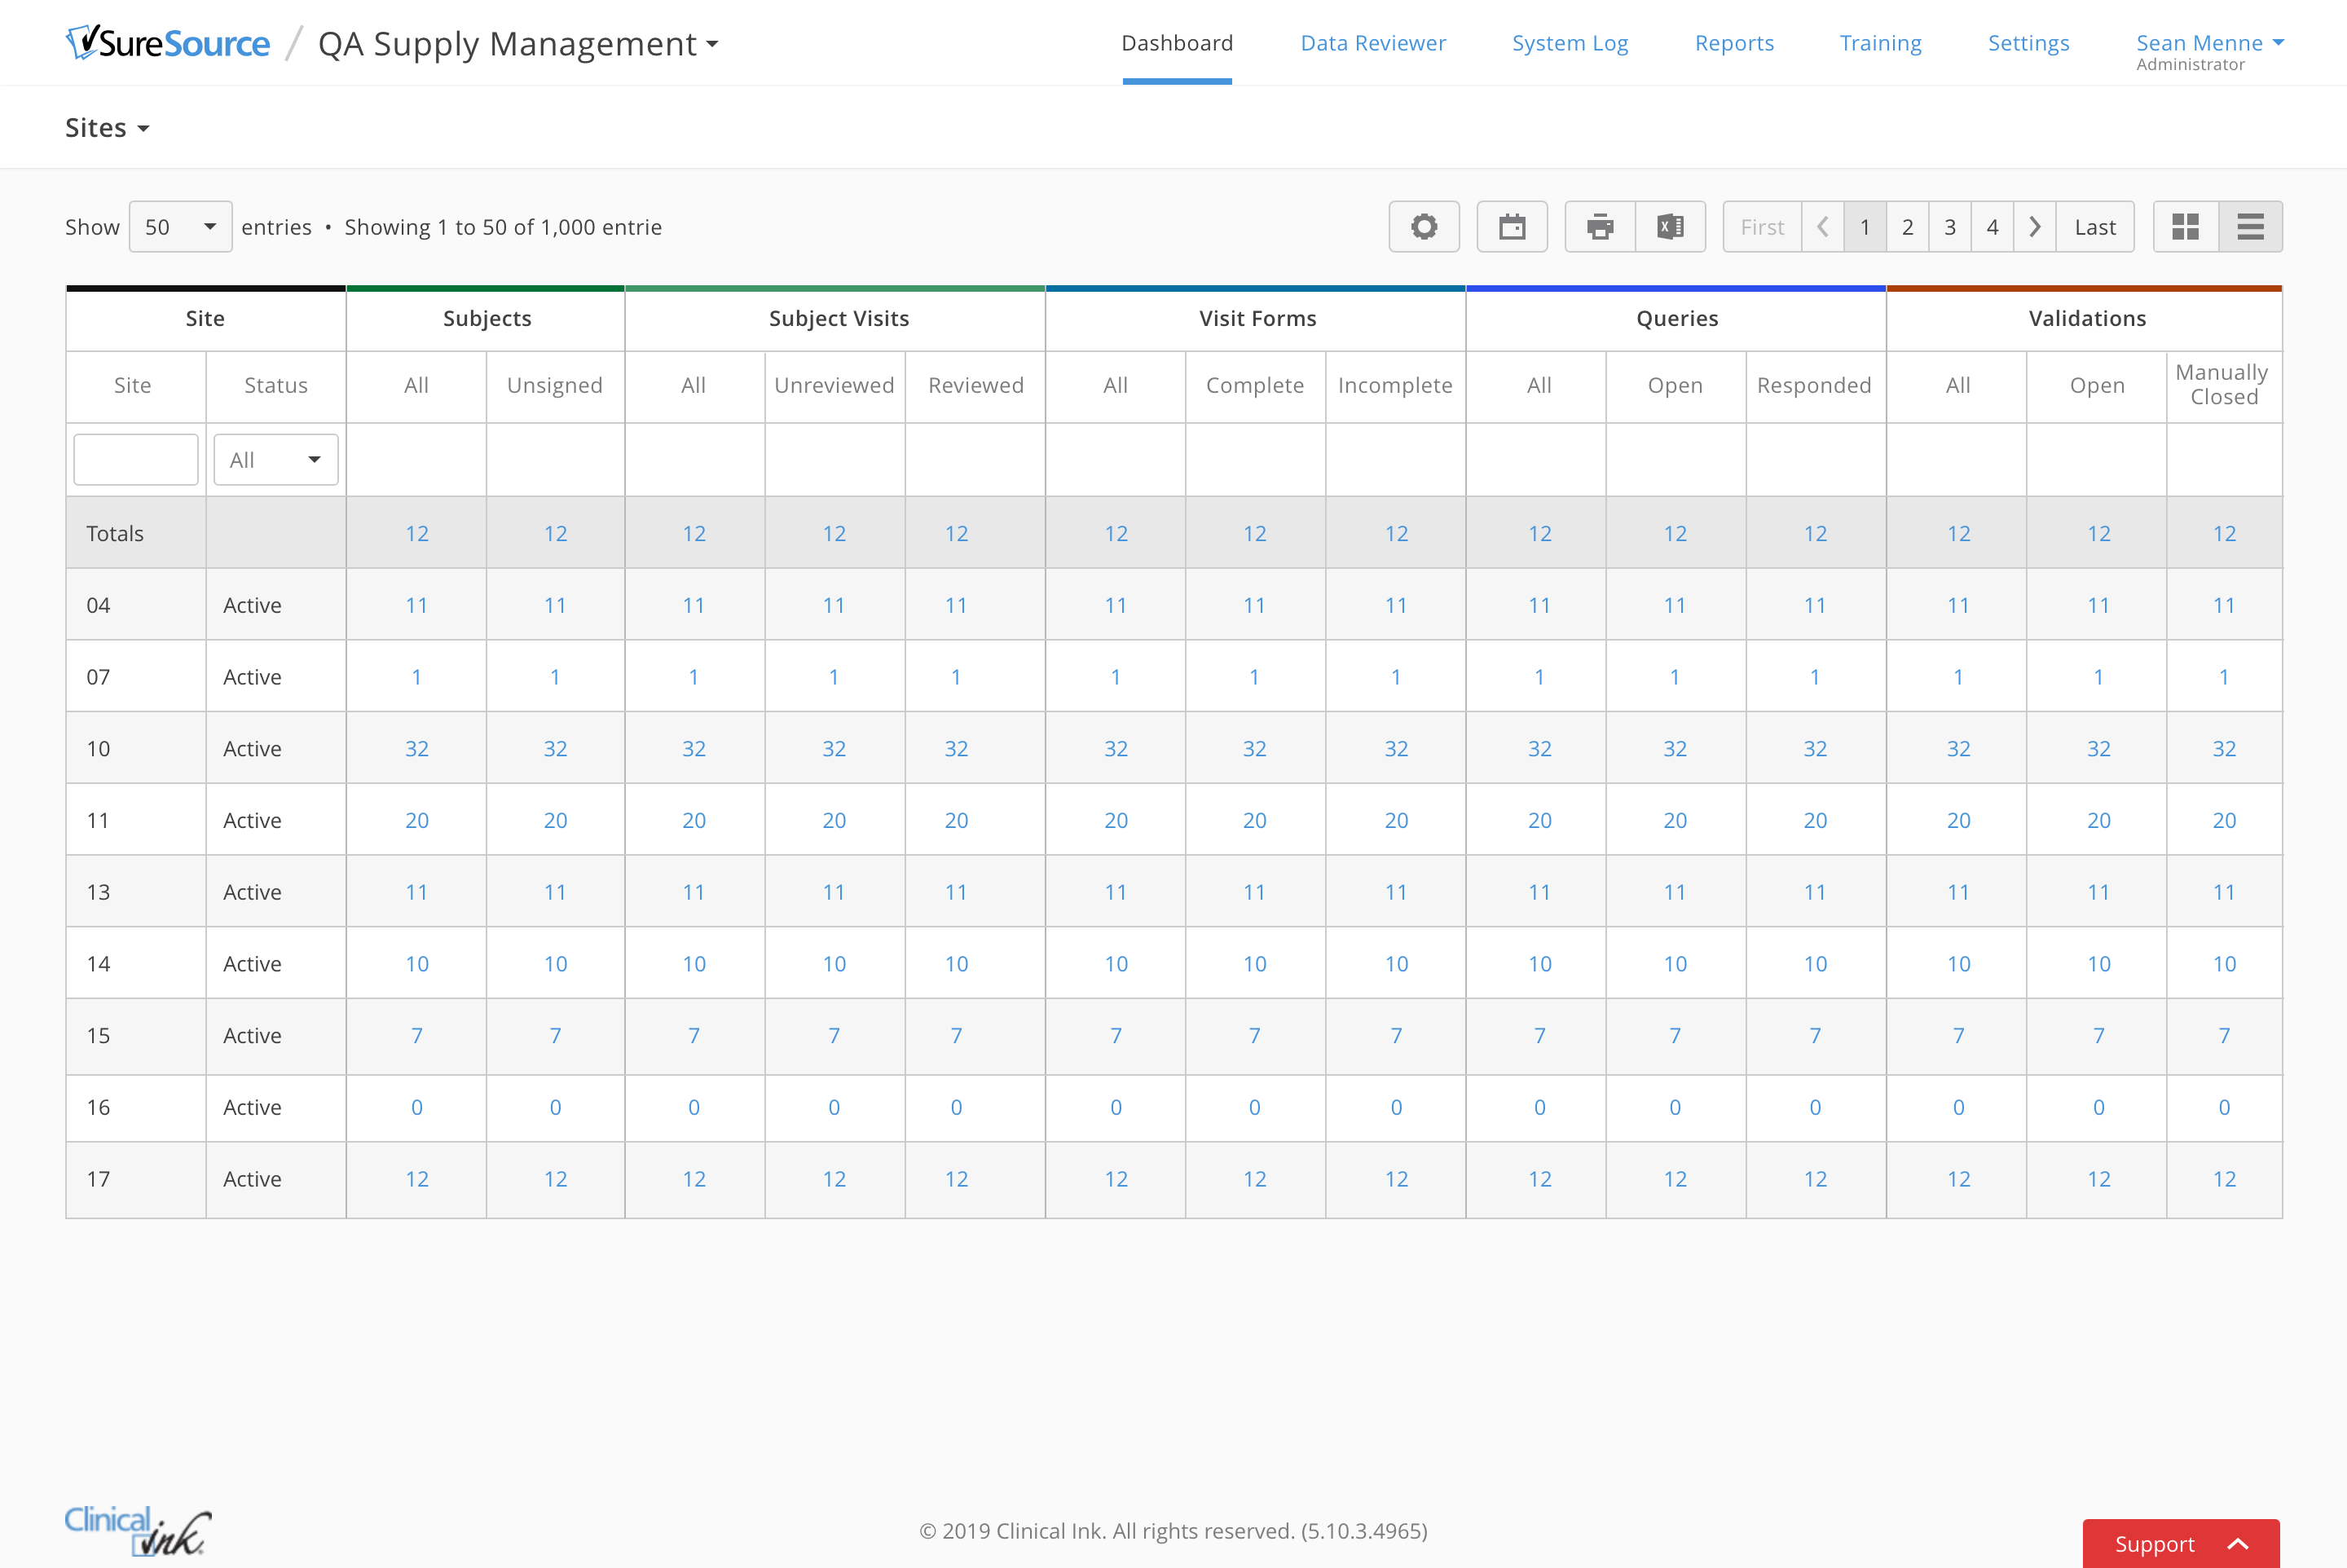 SureSource / QA Supply Management
Dashboard Data Reviewer System Log Reports Training Settings Sean Menne
Administrator
Sites
Show 50 entries • Showing 1 to 50 of 1,000 entrie
First 1 2 3 4 Last
Site Subjects Subject Visits Visit Forms Queries Validations
Site Status All Unsigned All Unreviewed Reviewed All Complete Incomplete All Open Responded All Open Manually Closed
All
Totals 12 12 12 12 12 12 12 12 12 12 12 12 12 12
04 Active 11 11 11 11 11 11 11 11 11 11 11 11 11 11
07 Active 1 1 1 1 1 1 1 1 1 1 1 1 1 1
10 Active 32 32 32 32 32 32 32 32 32 32 32 32 32 32
11 Active 20 20 20 20 20 20 20 20 20 20 20 20 20 20
13 Active 11 11 11 11 11 11 11 11 11 11 11 11 11 11
14 Active 10 10 10 10 10 10 10 10 10 10 10 10 10 10
15 Active 7 7 7 7 7 7 7 7 7 7 7 7 7 7
16 Active 0 0 0 0 0 0 0 0 0 0 0 0 0 0
17 Active 12 12 12 12 12 12 12 12 12 12 12 12 12 12
Clinical ink
© 2019 Clinical Ink. All rights reserved. (5.10.3.4965)
Support